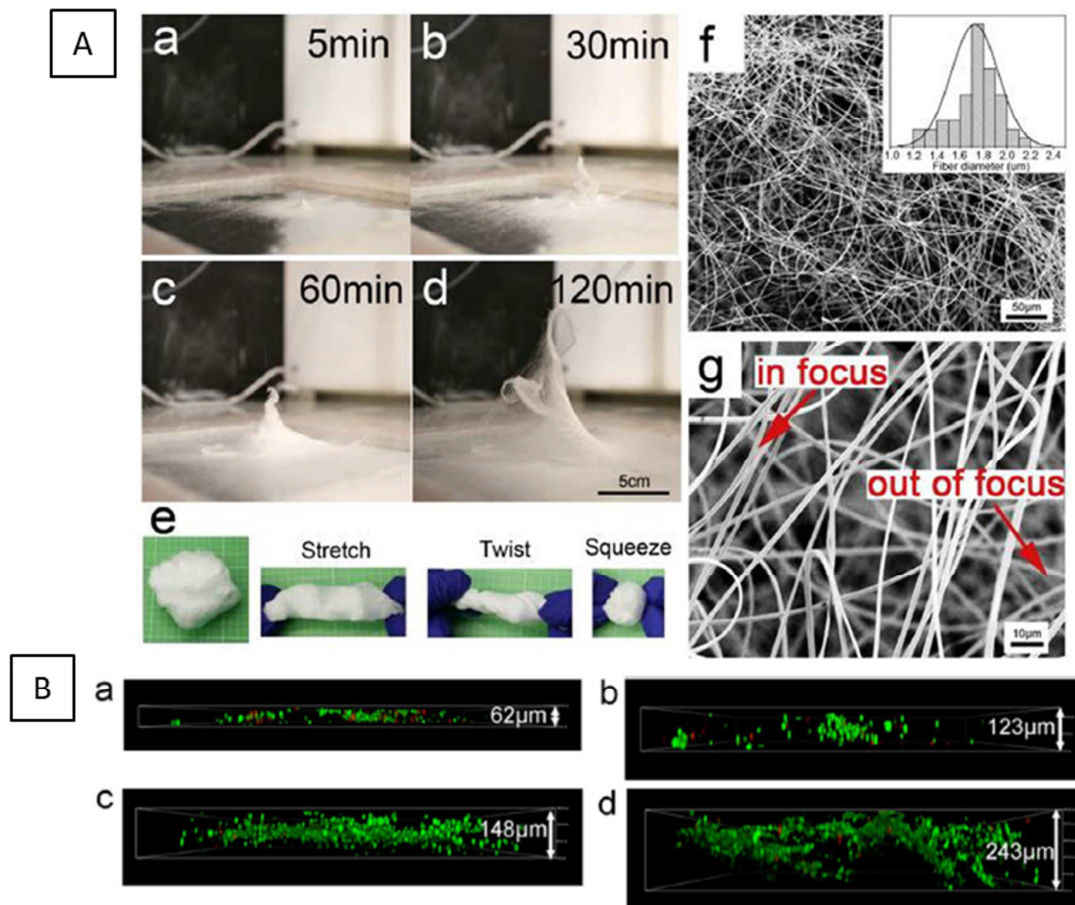 A
a
5min
b
30min
c
60min
d
120min
5cm
e
Stretch
Twist
Squeeze
f
1.0 1.2 1.4 1.6 1.8 2.0 2.2 2.4
Fiber diameter (um)
50µm
g
in focus
out of focus
10µm
B
a
62µm
b
123µm
c
148µm
d
243µm